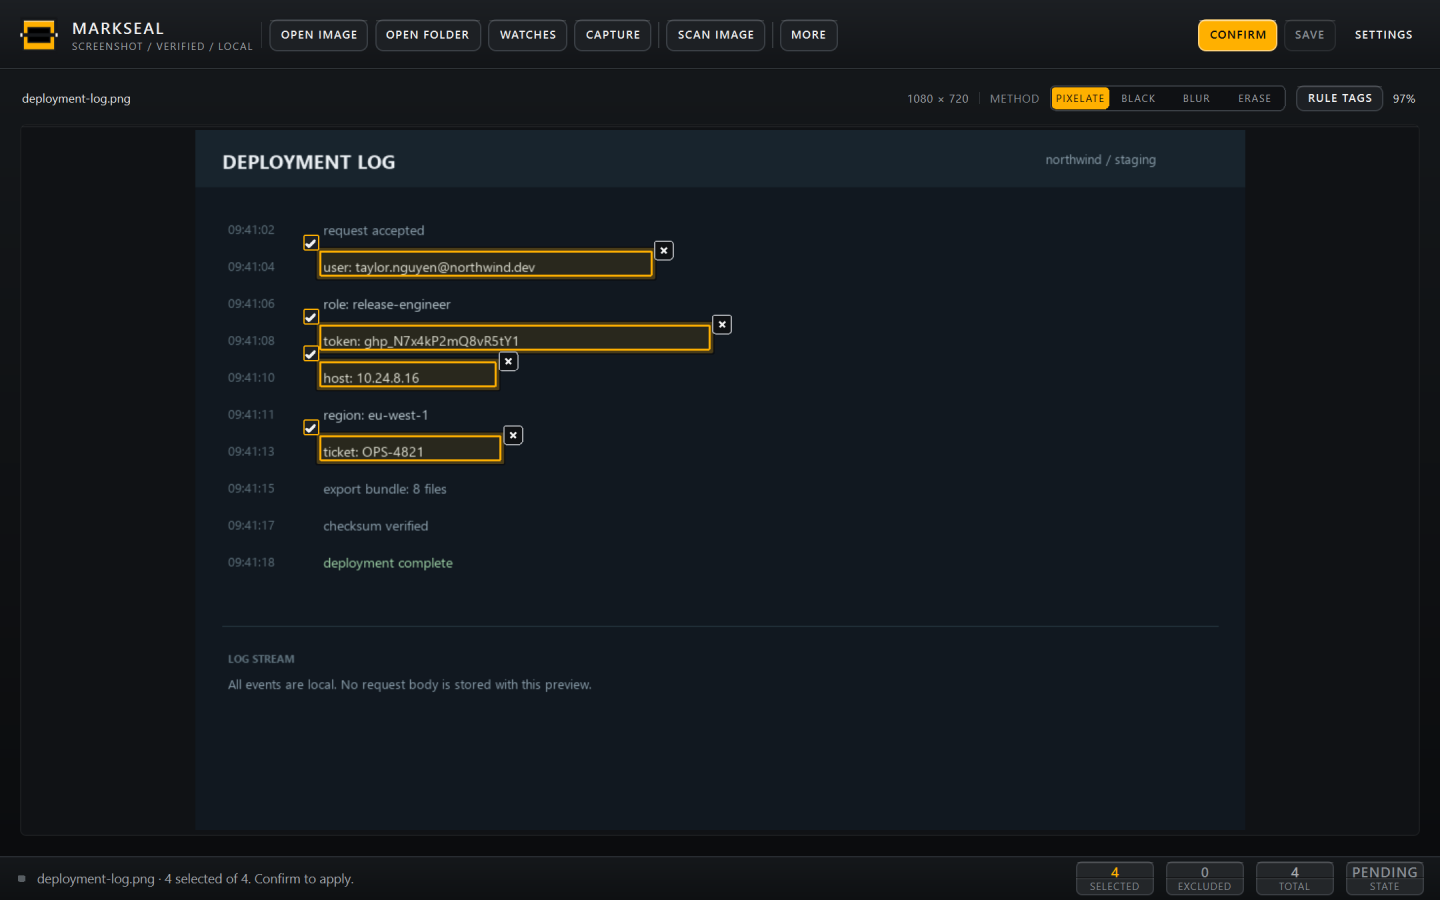 MARKSEAL
SCREENSHOT / VERIFIED / LOCAL
OPEN IMAGE
OPEN FOLDER
WATCHES
CAPTURE
SCAN IMAGE
MORE
CONFIRM
SAVE
SETTINGS
deployment-log.png
1080 × 720
METHOD
PIXELATE
BLACK
BLUR
ERASE
RULE TAGS
97%
DEPLOYMENT LOG
northwind / staging
09:41:02 request accepted
09:41:04 user: taylor.nguyen@northwind.dev
09:41:06 role: release-engineer
09:41:08 token: ghp_N7x4kP2mQ8vR5tY1
09:41:10 host: 10.24.8.16
09:41:11 region: eu-west-1
09:41:13 ticket: OPS-4821
09:41:15 export bundle: 8 files
09:41:17 checksum verified
09:41:18 deployment complete
LOG STREAM
All events are local. No request body is stored with this preview.
deployment-log.png · 4 selected of 4. Confirm to apply.
4
SELECTED
0
EXCLUDED
4
TOTAL
PENDING
STATE